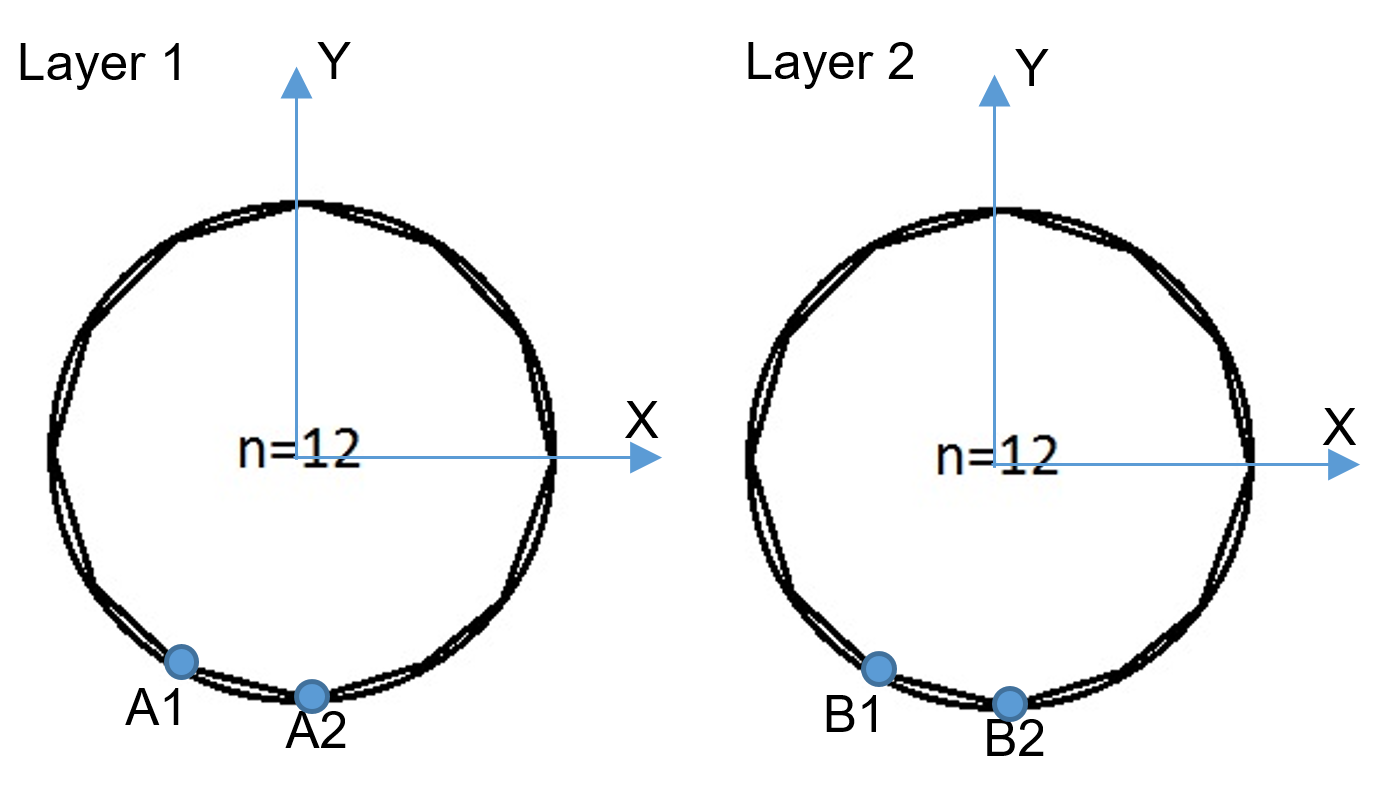 Layer 1
Y
X
n=12
A1
A2
Layer 2
Y
X
n=12
B1
B2